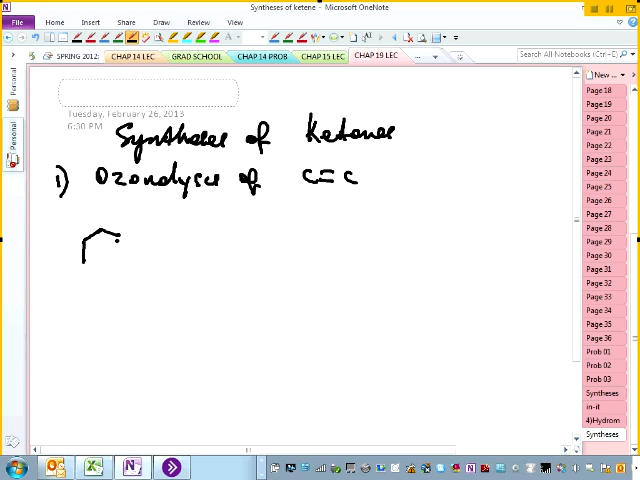 Syntheses of ketene - Microsoft OneNote
File Home Insert Share Draw Review View
SPRING 2012: CHAP 14 LEC GRAD SCHOOL CHAP 14 PROB CHAP 15 LEC CHAP 19 LEC ... Search All Notebooks (Ctrl+E)
Personal
Personal
New ...
Tuesday, February 26, 2013
6:30 PM
Syntheses of Ketones
1) Ozonolysis of C=C
Page 18
Page 19
Page 20
Page 21
Page 22
Page 23
Page 24
Page 25
Page 26
Page 27
Page 28
Page 29
Page 30
Page 31
Page 32
Page 33
Page 34
Page 35
Page 36
Prob 01
Prob 02
Prob 03
Syntheses
in-it
4)Hydrom
Syntheses